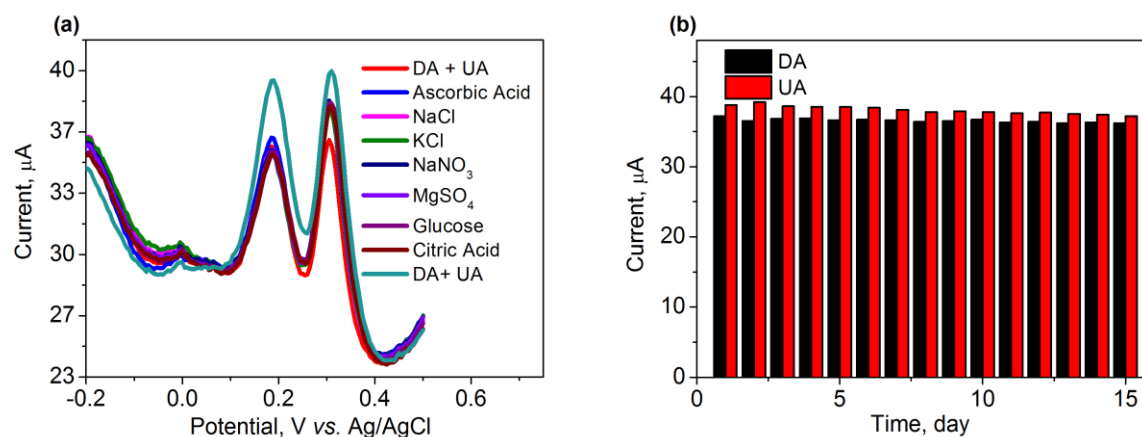 (a)
40
37
33
30
27
23
Current, μA
DA + UA
Ascorbic Acid
NaCl
KCl
NaNO3
MgSO4
Glucose
Citric Acid
DA+ UA
-0.2
0.0
0.2
0.4
0.6
Potential, V vs. Ag/AgCl
(b)
40
30
20
10
0
Current, μA
DA
UA
0
5
10
15
Time, day